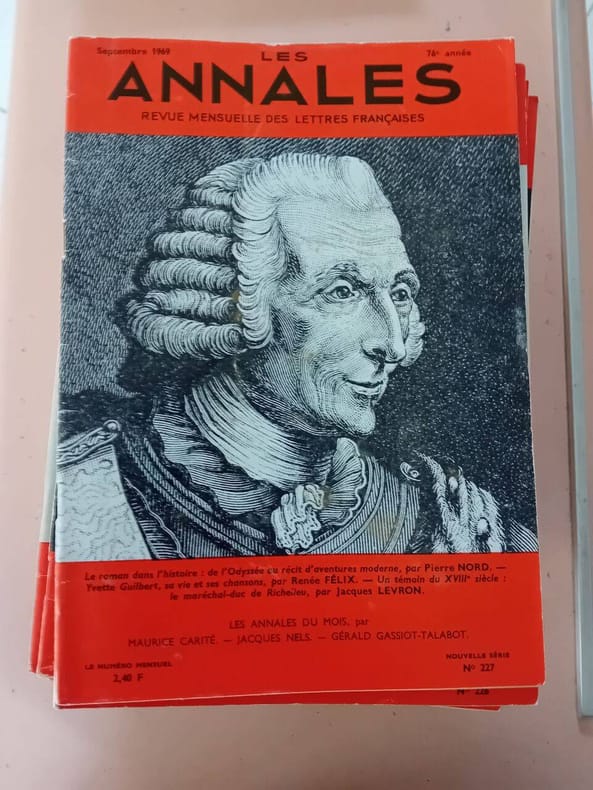 Septembre 1969
76e année
LES
ANNALES
REVUE MENSUELLE DES LETTRES FRANÇAISES
Le roman dans l'histoire : de l'Odyssée au récit d'aventures moderne, par Pierre NORD. —
Yvette Guilbert, sa vie et ses chansons, par Renée FÉLIX. — Un témoin du XVIIIe siècle :
le maréchal-duc de Richelieu, par Jacques LEVRON.
LES ANNALES DU MOIS, par
MAURICE CARITÉ. — JACQUES NELS. — GÉRALD GASSIOT-TALABOT.
LE NUMÉRO MENSUEL
2,40 F
NOUVELLE SÉRIE
No 227
No 228